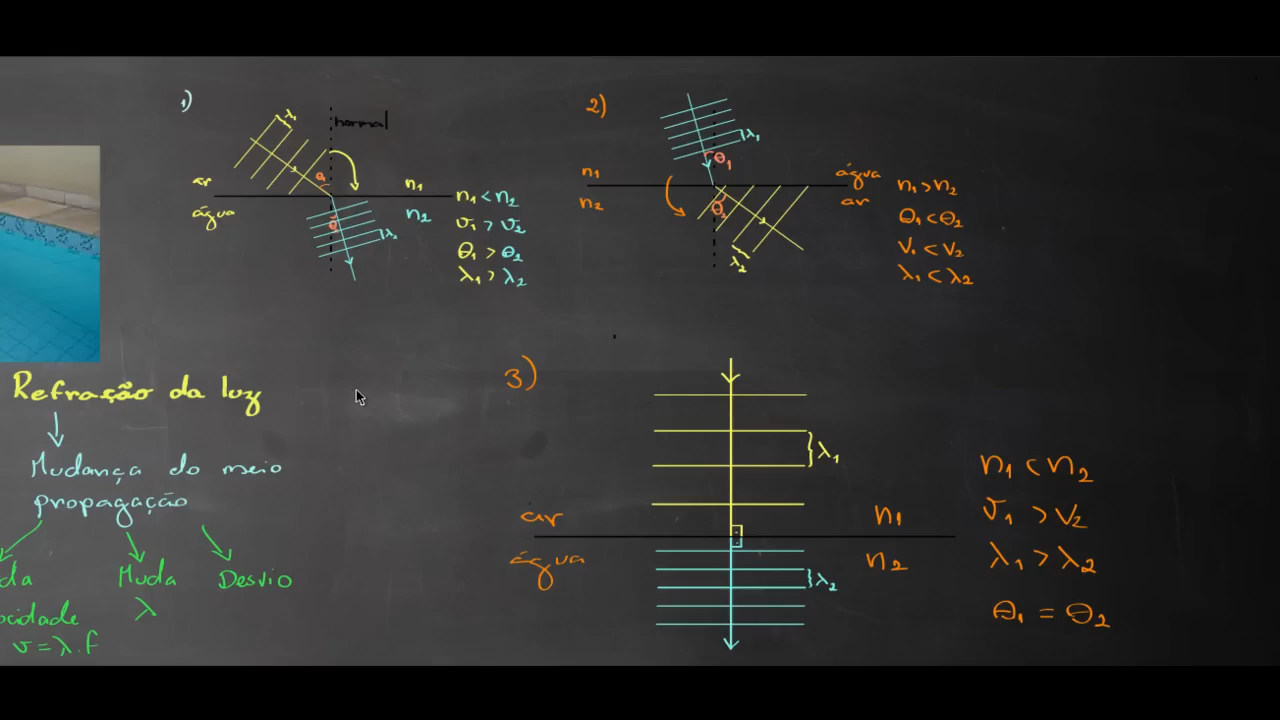 1)
λ₁
normal
θ₁
ar
água
n₁
n₂
λ₂
n₁ < n₂
v₁ > v₂
θ₁ > θ₂
λ₁ > λ₂
2)
λ₁
θ₁
n₁
n₂
água
ar
θ₂
λ₂
n₁ > n₂
θ₁ < θ₂
v₁ < v₂
λ₁ < λ₂
Refração da luz
Mudança do meio
propagação
Muda
λ
Desvio
v = λ.f
3)
λ₁
ar
água
n₁
n₂
λ₂
n₁ < n₂
v₁ > v₂
λ₁ > λ₂
θ₁ = θ₂